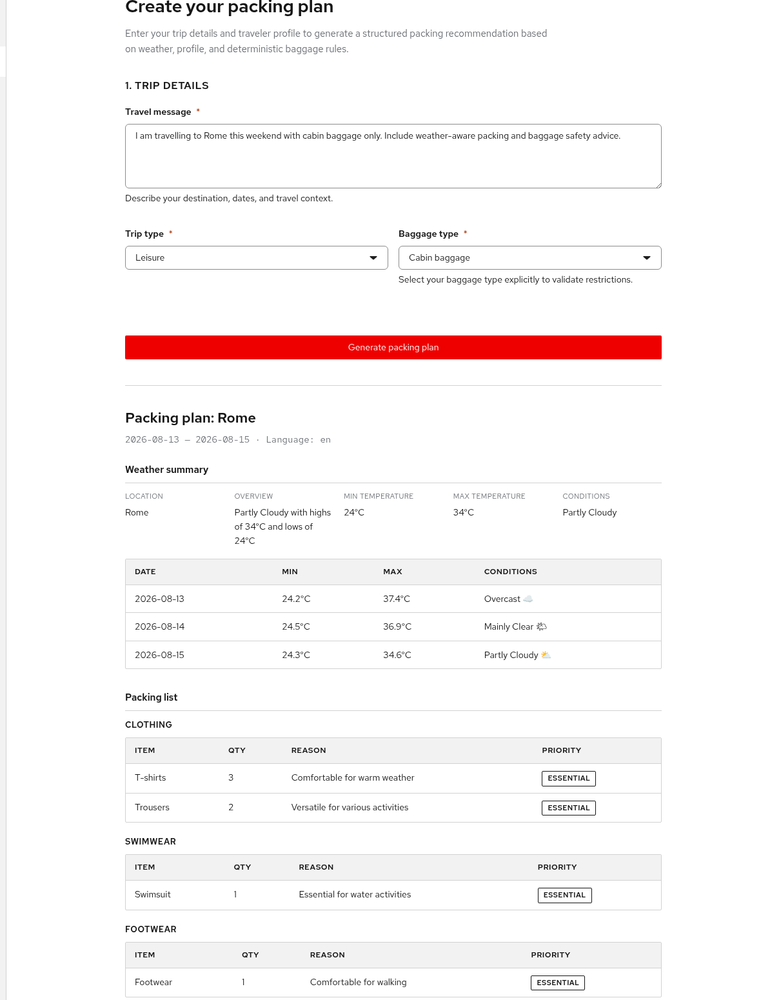 Create your packing plan
Enter your trip details and traveler profile to generate a structured packing recommendation based
on weather, profile, and deterministic baggage rules.
1. TRIP DETAILS
Travel message *
I am travelling to Rome this weekend with cabin baggage only. Include weather-aware packing and baggage safety advice.
Describe your destination, dates, and travel context.
Trip type * Baggage type *
Leisure Cabin baggage
Select your baggage type explicitly to validate restrictions.
Generate packing plan
Packing plan: Rome
2026-08-13 — 2026-08-15 · Language: en
Weather summary
LOCATION OVERVIEW MIN TEMPERATURE MAX TEMPERATURE CONDITIONS
Rome Partly Cloudy with highs 24°C 34°C Partly Cloudy
of 34°C and lows of
24°C
DATE MIN MAX CONDITIONS
2026-08-13 24.2°C 37.4°C Overcast ☁️
2026-08-14 24.5°C 36.9°C Mainly Clear 🌤
2026-08-15 24.3°C 34.6°C Partly Cloudy ⛅
Packing list
CLOTHING
ITEM QTY REASON PRIORITY
T-shirts 3 Comfortable for warm weather ESSENTIAL
Trousers 2 Versatile for various activities ESSENTIAL
SWIMWEAR
ITEM QTY REASON PRIORITY
Swimsuit 1 Essential for water activities ESSENTIAL
FOOTWEAR
ITEM QTY REASON PRIORITY
Footwear 1 Comfortable for walking ESSENTIAL